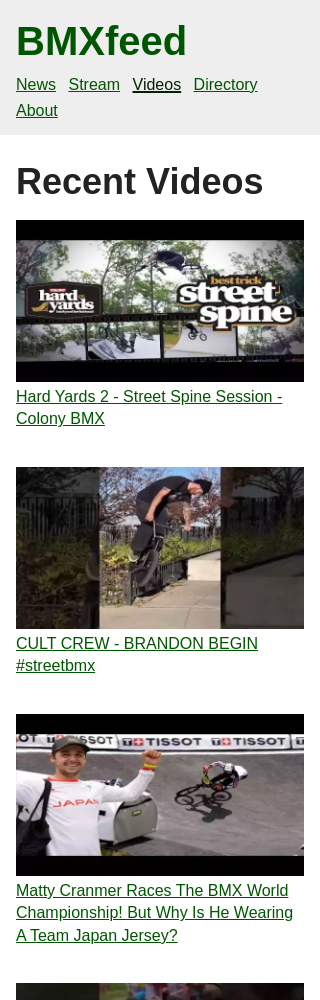 BMXfeed
News Stream Videos Directory
About
Recent Videos
hard
yards
best trick
street
spine
Hard Yards 2 - Street Spine Session -
Colony BMX
CULT CREW - BRANDON BEGIN
#streetbmx
TISSOT TISSOT TISSOT
JAPAN
Matty Cranmer Races The BMX World
Championship! But Why Is He Wearing
A Team Japan Jersey?